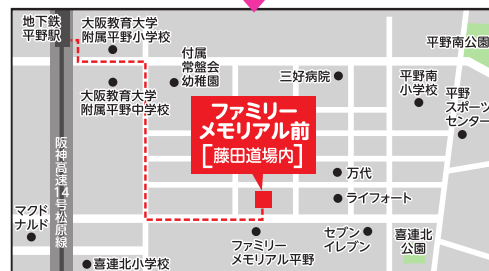 地下鉄
平野駅
大阪教育大学
附属平野小学校
付属
常盤会
幼稚園
大阪教育大学
附属平野中学校
三好病院
平野南公園
平野南
小学校
平野
スポーツ
センター
ファミリー
メモリアル前
[藤田道場内]
阪神高速14号松原線
万代
ライフォート
マクド
ナルド
ファミリー
メモリアル平野
セブン
イレブン
喜連北
公園
喜連北小学校